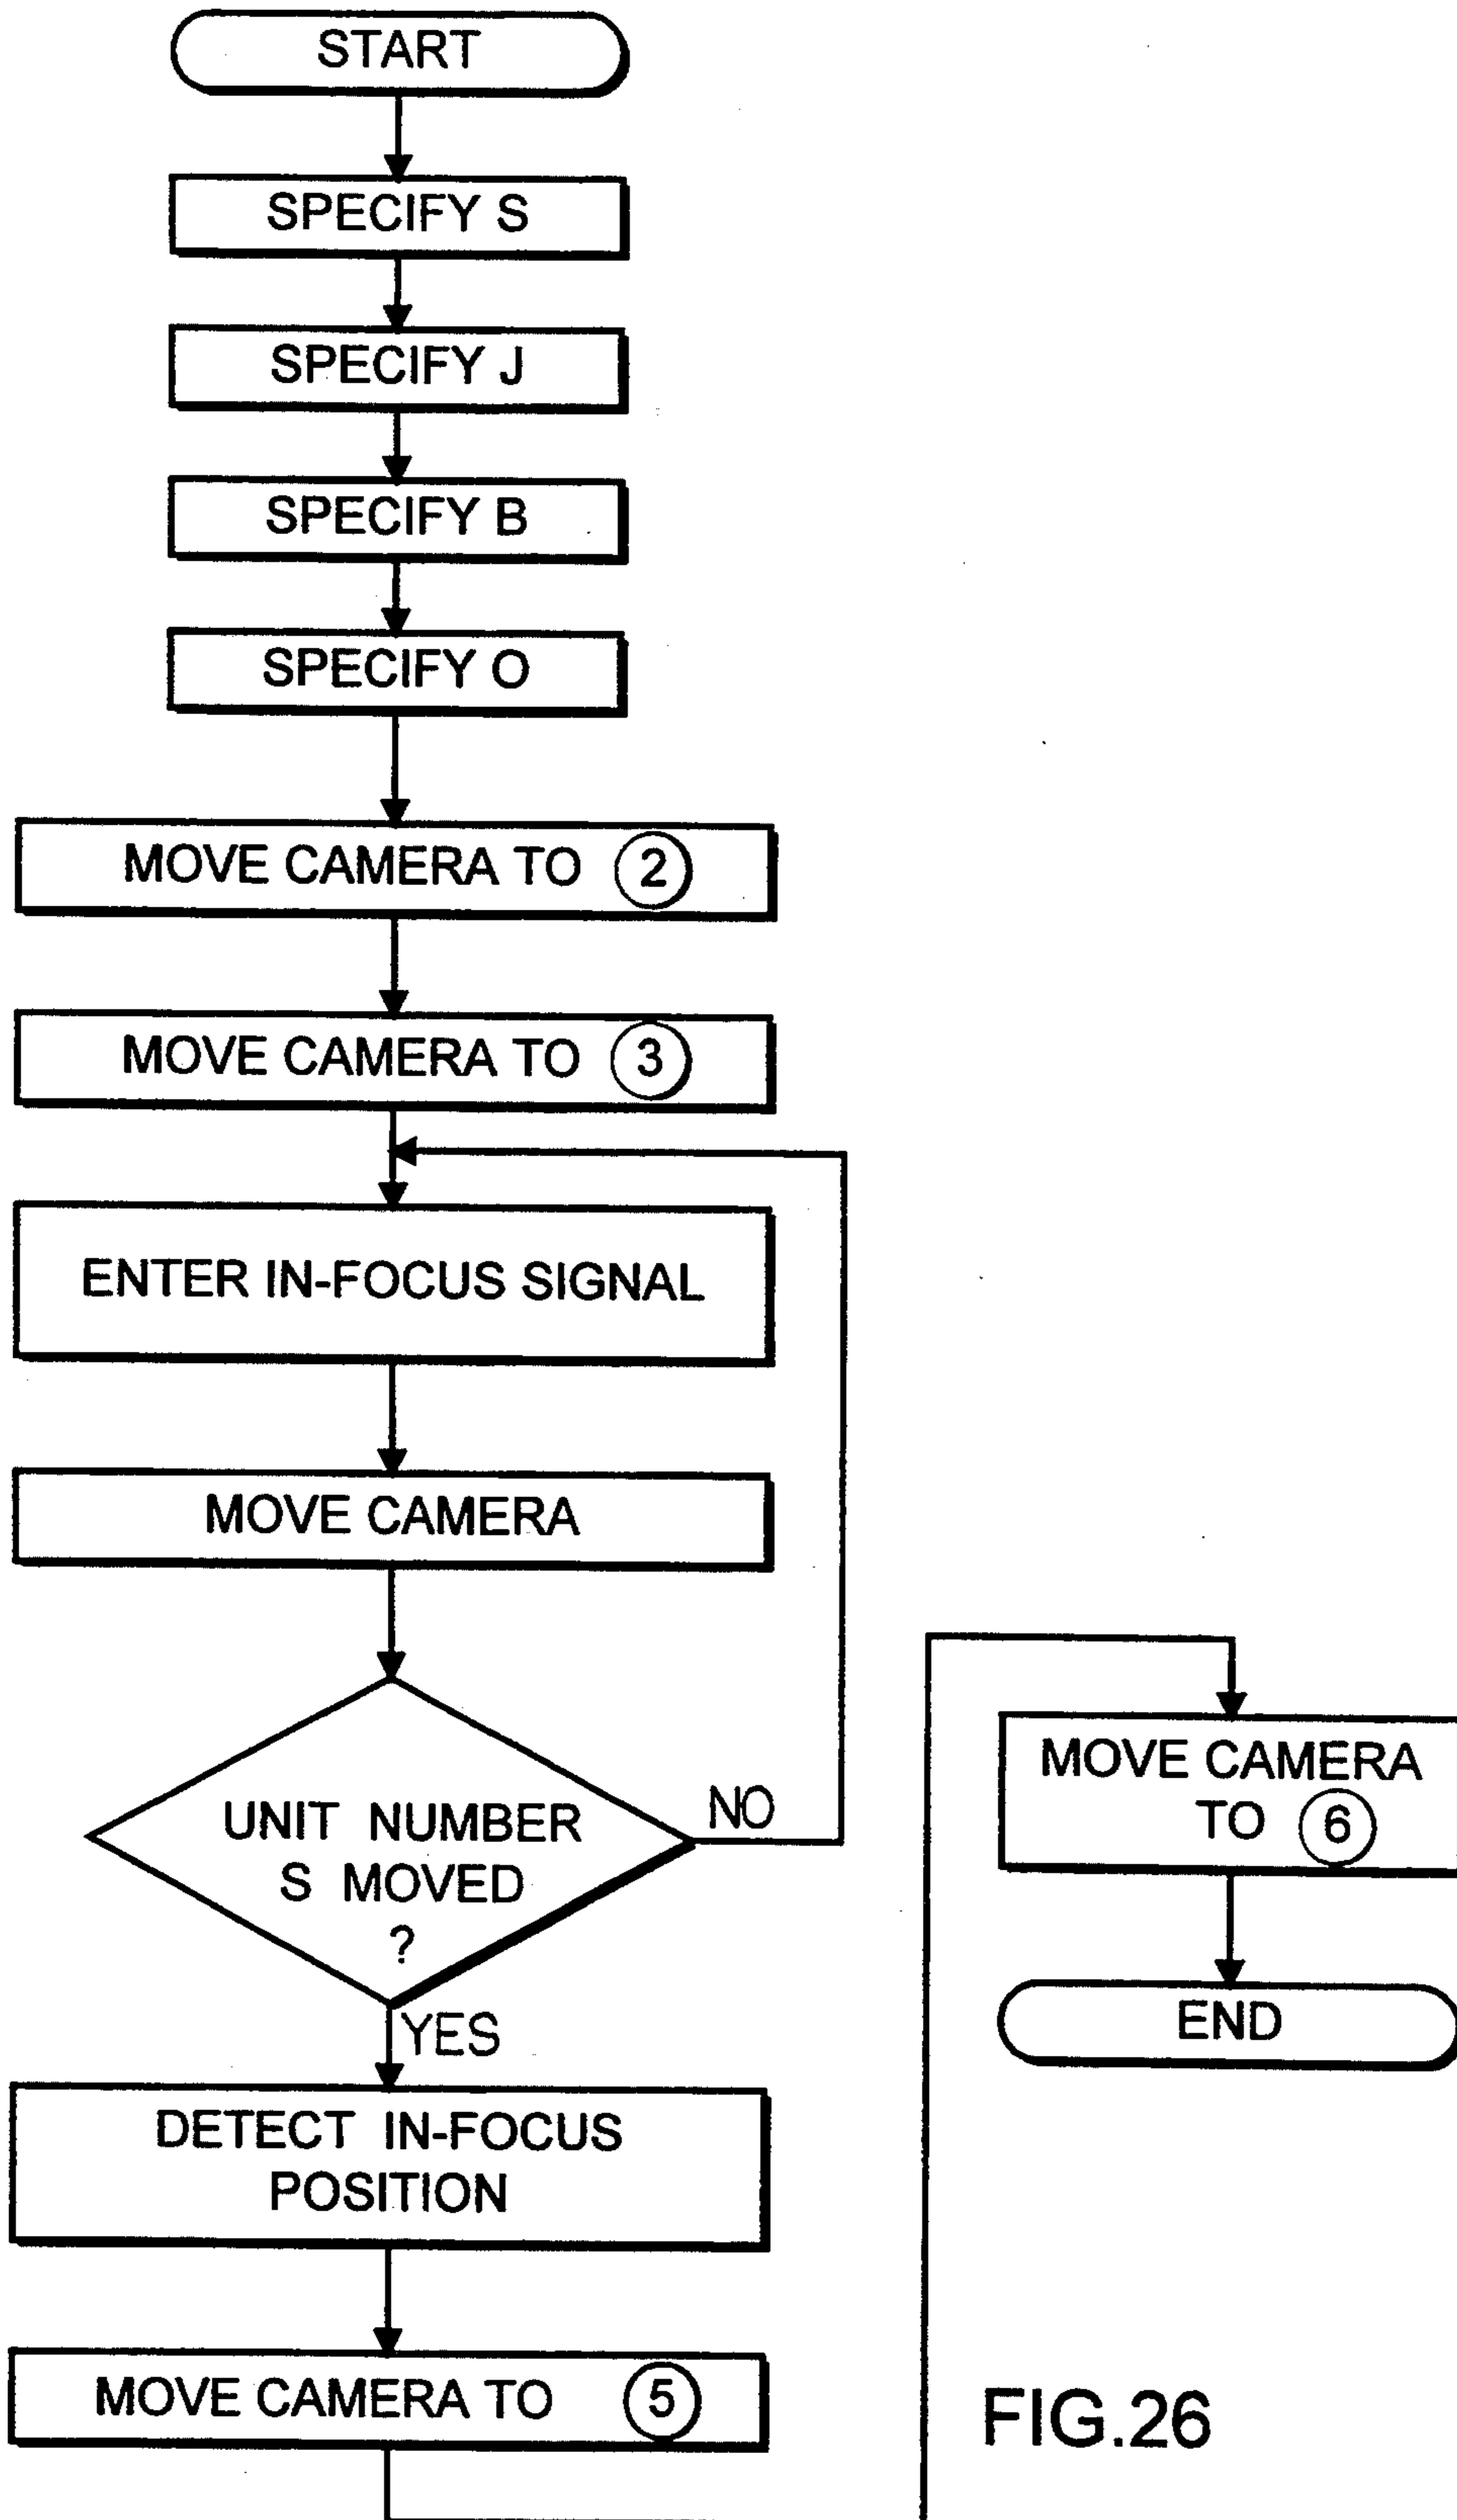 START
SPECIFY S
SPECIFY J
SPECIFY B
SPECIFY O
MOVE CAMERA TO ②
MOVE CAMERA TO ③
ENTER IN-FOCUS SIGNAL
MOVE CAMERA
UNIT NUMBER
S MOVED
?
NO
YES
DETECT IN-FOCUS
POSITION
MOVE CAMERA TO ⑤
MOVE CAMERA
TO ⑥
END
FIG.26